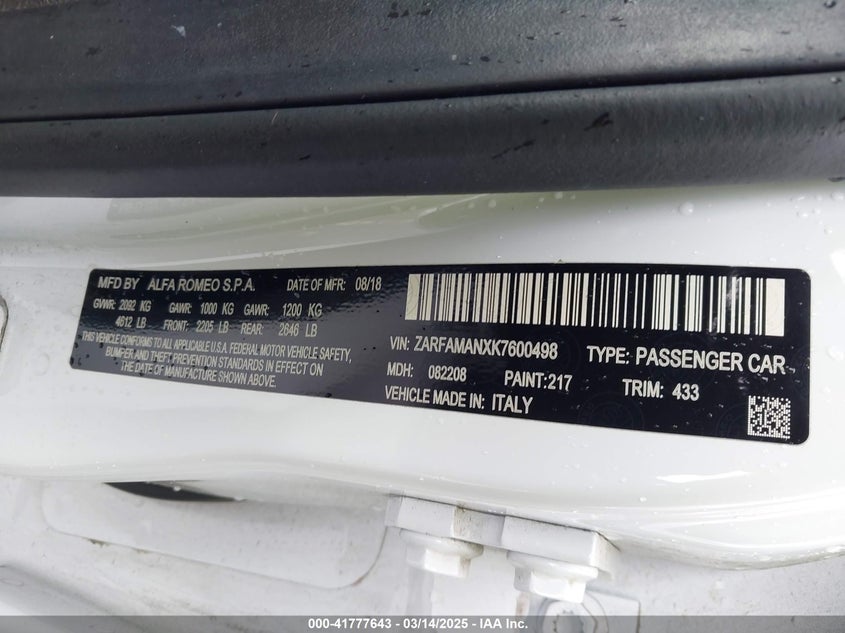 MFD BY ALFA ROMEO S.P.A. DATE OF MFR: 08/18
GVWR: 2092 KG GAWR: 1000 KG GAWR: 1200 KG
4612 LB FRONT: 2205 LB REAR: 2646 LB
THIS VEHICLE CONFORMS TO ALL APPLICABLE U.S.A. FEDERAL MOTOR VEHICLE SAFETY,
BUMPER AND THEFT PREVENTION STANDARDS IN EFFECT ON
THE DATE OF MANUFACTURE SHOWN ABOVE.
VIN: ZARFAMANXK7600498 TYPE: PASSENGER CAR
MDH: 082208 PAINT:217 TRIM: 433
VEHICLE MADE IN: ITALY
000-41777643 - 03/14/2025 - IAA Inc.